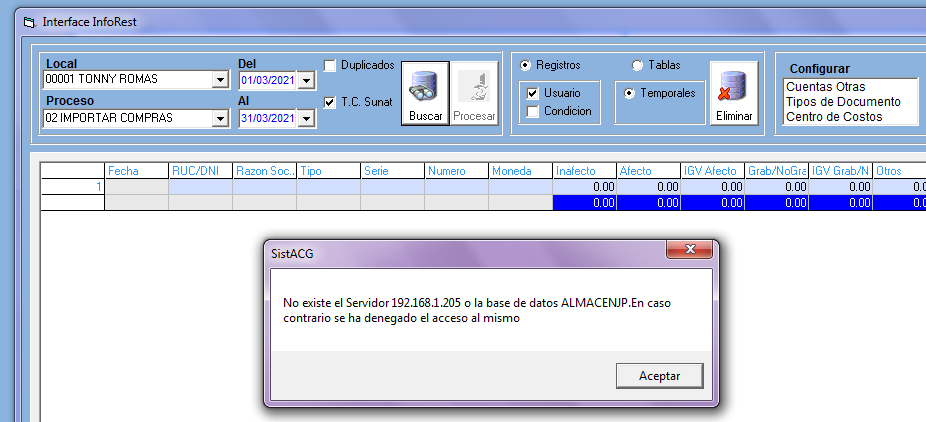 Interface InfoRest
Local
00001 TONNY ROMAS
Proceso
02 IMPORTAR COMPRAS
Del
01/03/2021
Al
31/03/2021
Duplicados
T.C. Sunat
Buscar
Procesar
Registros
Tablas
Usuario
Condicion
Temporales
Eliminar
Configurar
Cuentas Otras
Tipos de Documento
Centro de Costos
Fecha RUC/DNI Razon Soc.. Tipo Serie Numero Moneda Inafecto Afecto IGV Afecto Grab/NoGra IGV Grab/N Otros
1 0.00 0.00 0.00 0.00 0.00 0.0
0.00 0.00 0.00 0.00 0.00 0.0
SistACG
No existe el Servidor 192.168.1.205 o la base de datos ALMACENJP.En caso
contrario se ha denegado el acceso al mismo
Aceptar